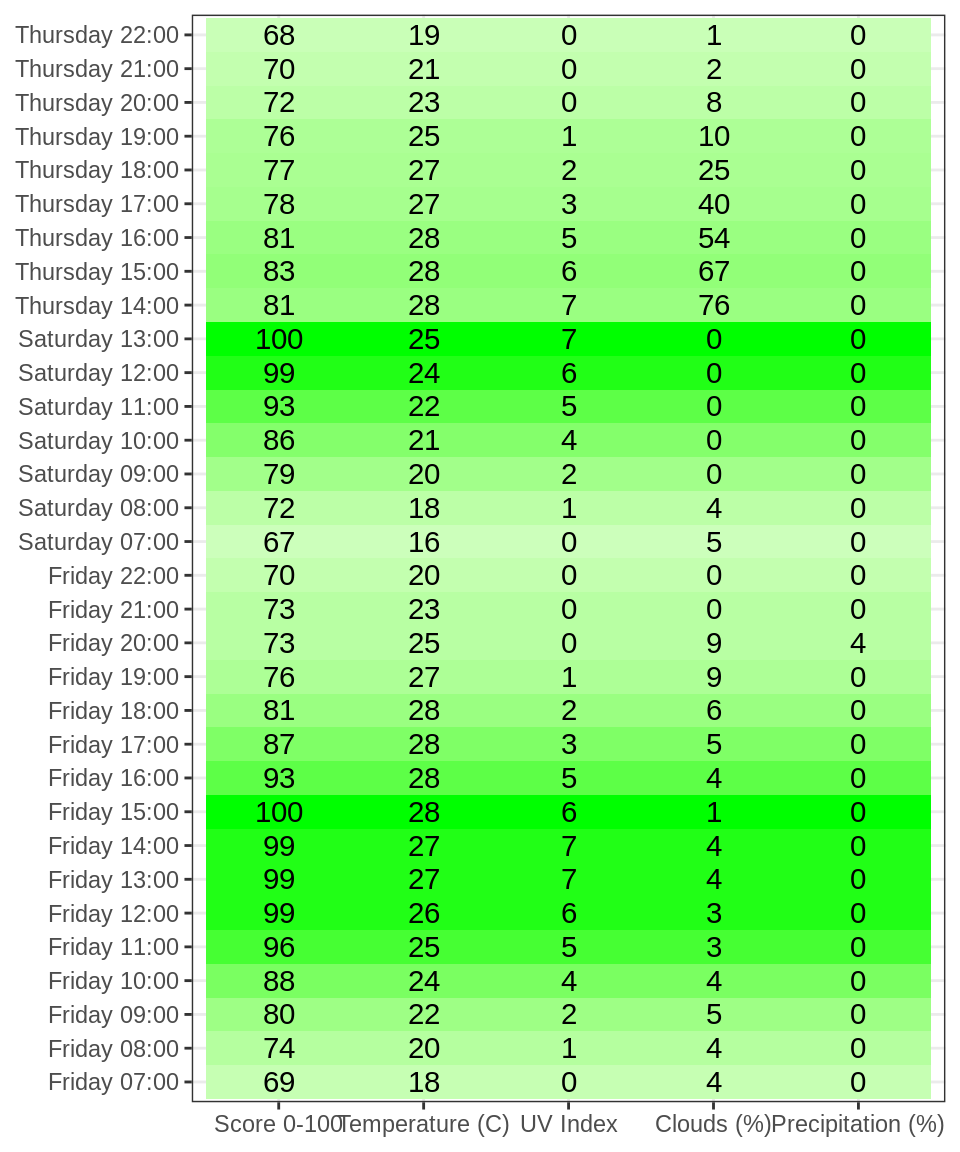 Thursday 22:00 68 19 0 1 0
Thursday 21:00 70 21 0 2 0
Thursday 20:00 72 23 0 8 0
Thursday 19:00 76 25 1 10 0
Thursday 18:00 77 27 2 25 0
Thursday 17:00 78 27 3 40 0
Thursday 16:00 81 28 5 54 0
Thursday 15:00 83 28 6 67 0
Thursday 14:00 81 28 7 76 0
Saturday 13:00 100 25 7 0 0
Saturday 12:00 99 24 6 0 0
Saturday 11:00 93 22 5 0 0
Saturday 10:00 86 21 4 0 0
Saturday 09:00 79 20 2 0 0
Saturday 08:00 72 18 1 4 0
Saturday 07:00 67 16 0 5 0
Friday 22:00 70 20 0 0 0
Friday 21:00 73 23 0 0 0
Friday 20:00 73 25 0 9 4
Friday 19:00 76 27 1 9 0
Friday 18:00 81 28 2 6 0
Friday 17:00 87 28 3 5 0
Friday 16:00 93 28 5 4 0
Friday 15:00 100 28 6 1 0
Friday 14:00 99 27 7 4 0
Friday 13:00 99 27 7 4 0
Friday 12:00 99 26 6 3 0
Friday 11:00 96 25 5 3 0
Friday 10:00 88 24 4 4 0
Friday 09:00 80 22 2 5 0
Friday 08:00 74 20 1 4 0
Friday 07:00 69 18 0 4 0
Score 0-100 Temperature (C) UV Index Clouds (%) Precipitation (%)